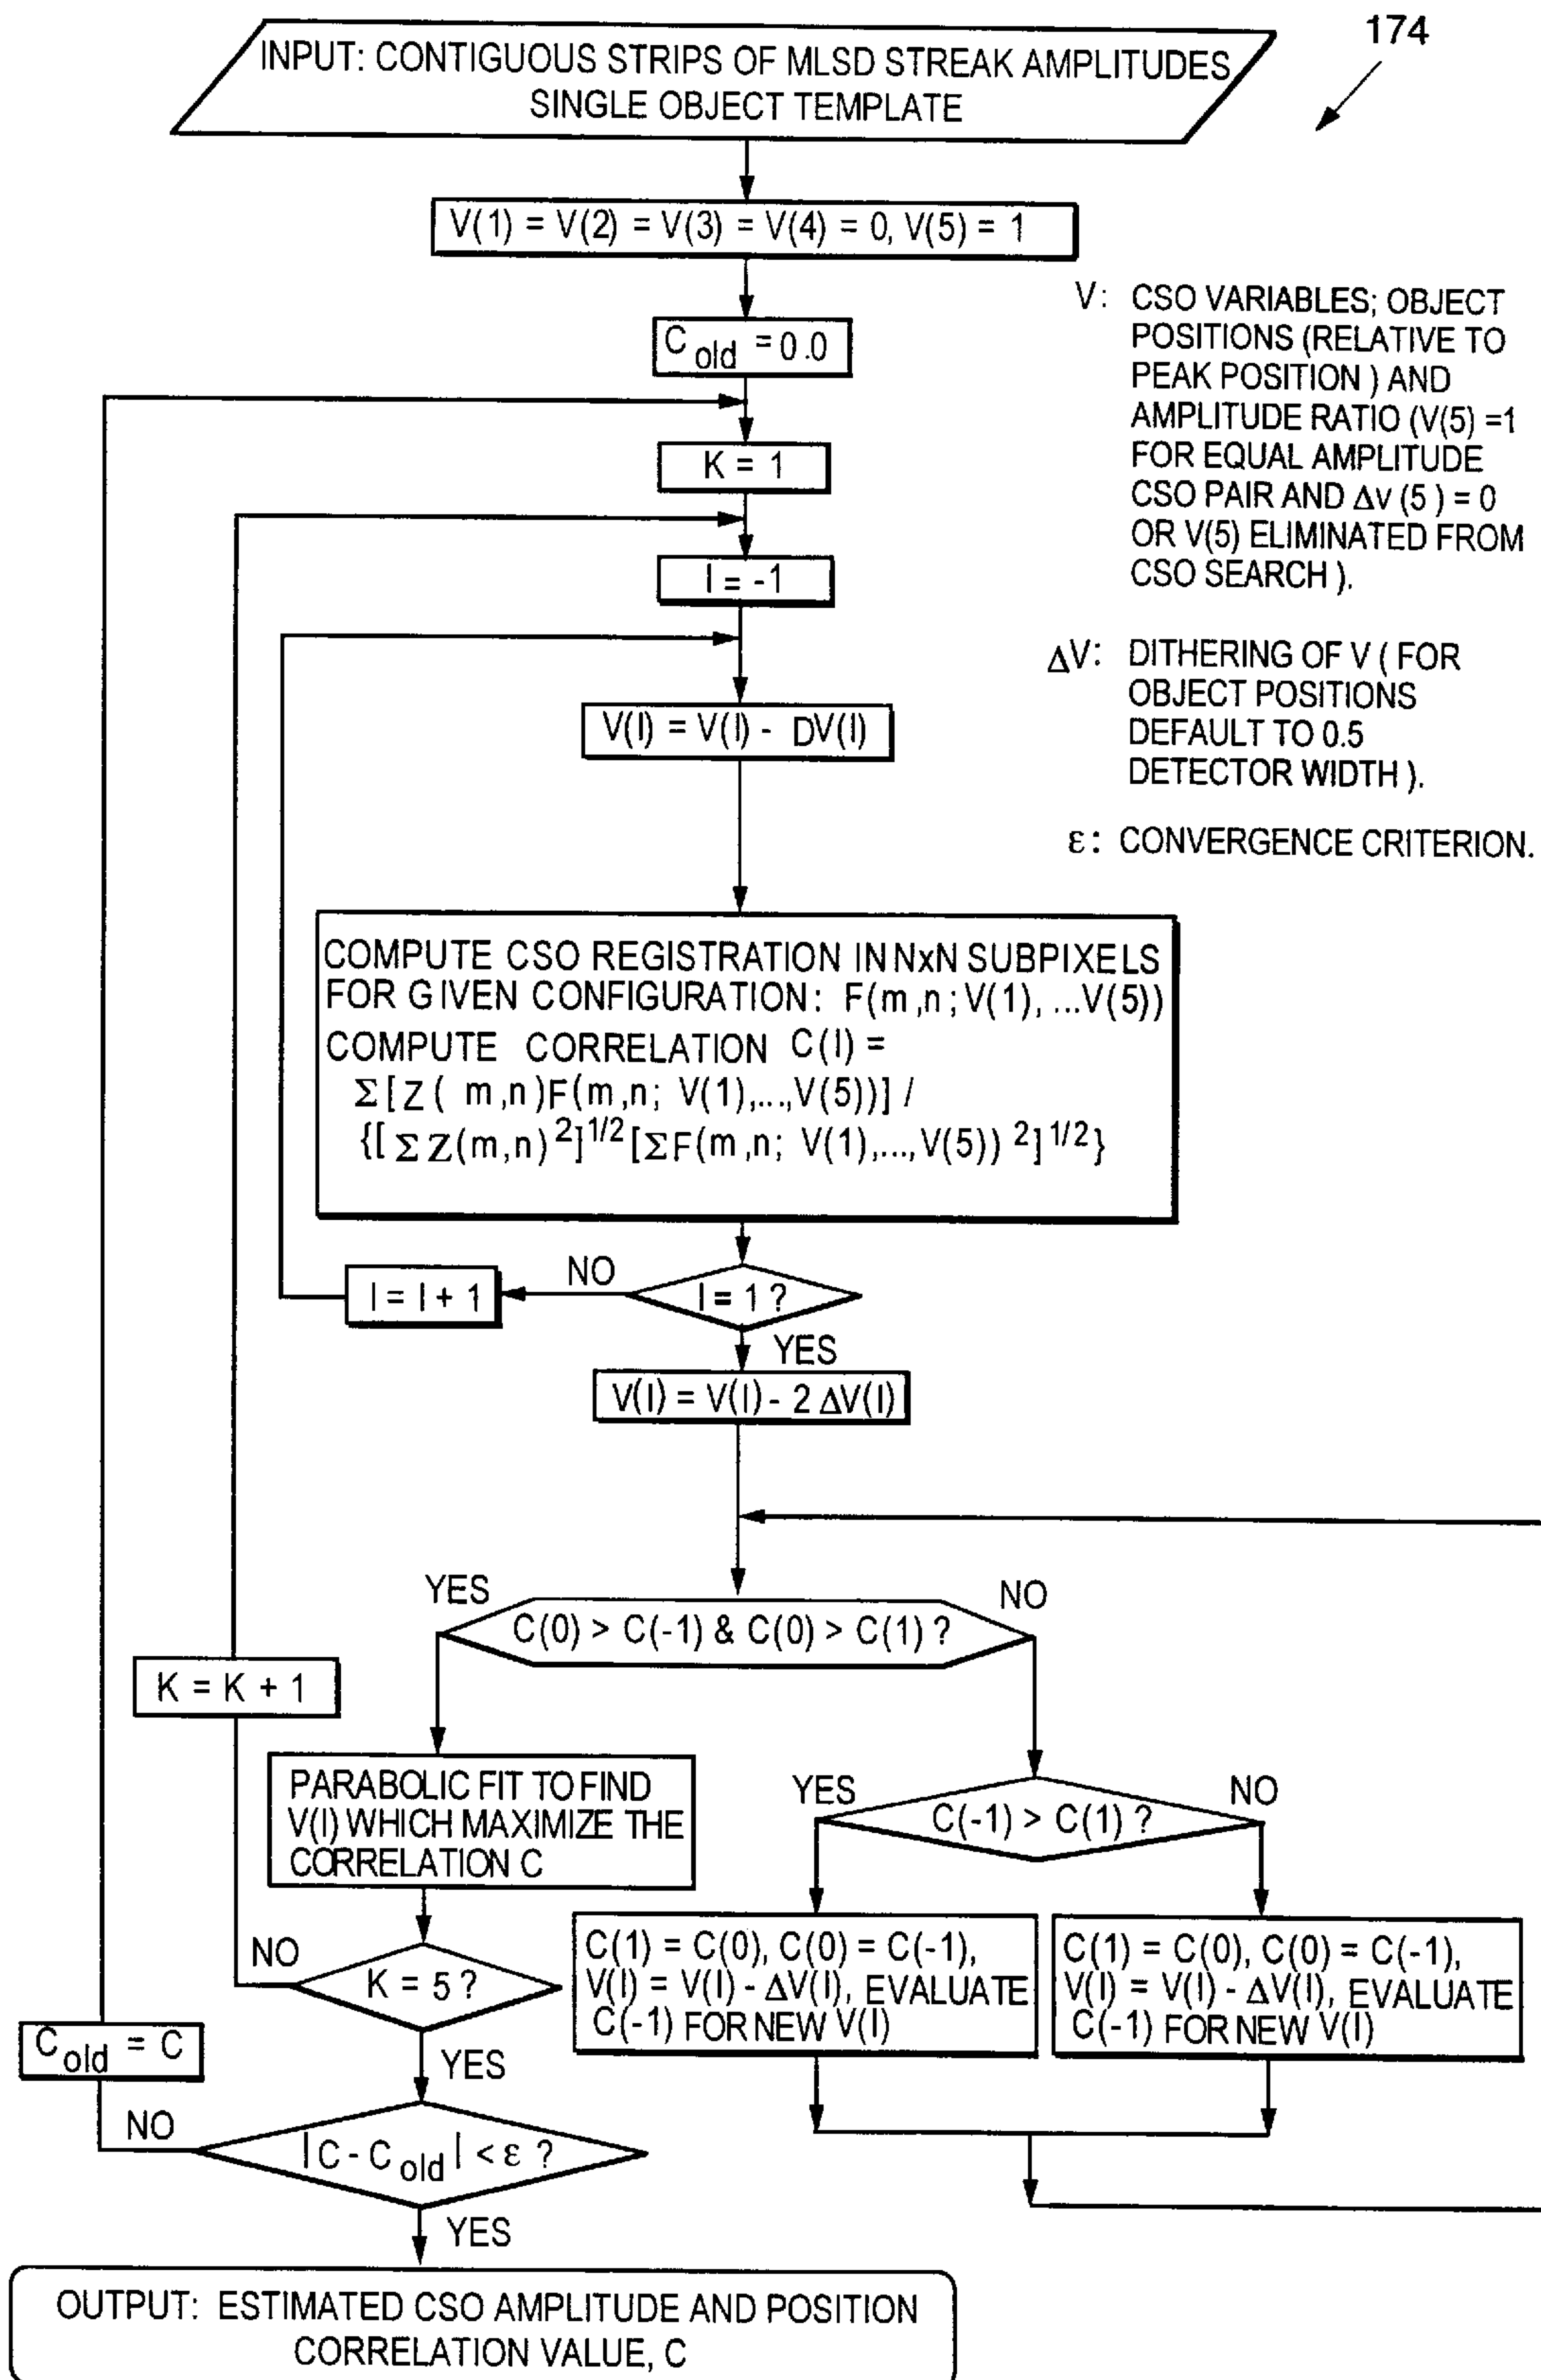 174
INPUT: CONTIGUOUS STRIPS OF MLSD STREAK AMPLITUDES
SINGLE OBJECT TEMPLATE
V(1) = V(2) = V(3) = V(4) = 0, V(5) = 1
C old = 0.0
K = 1
I = -1
V(I) = V(I) - DV(I)
V: CSO VARIABLES; OBJECT
POSITIONS (RELATIVE TO
PEAK POSITION ) AND
AMPLITUDE RATIO (V(5) =1
FOR EQUAL AMPLITUDE
CSO PAIR AND Δv (5 ) = 0
OR V(5) ELIMINATED FROM
CSO SEARCH ).
ΔV: DITHERING OF V ( FOR
OBJECT POSITIONS
DEFAULT TO 0.5
DETECTOR WIDTH ).
ε: CONVERGENCE CRITERION.
COMPUTE CSO REGISTRATION IN NxN SUBPIXELS
FOR GIVEN CONFIGURATION: F(m,n;V(1), ...V(5))
COMPUTE CORRELATION C(I) =
Σ[Z( m,n)F(m,n; V(1),...,V(5))] /
{[ΣZ(m,n)²]1/2[ΣF(m,n; V(1),...,V(5))²]1/2}
I = 1 ?
NO
I = I + 1
YES
V(I) = V(I) - 2 ΔV(I)
C(0) > C(-1) & C(0) > C(1) ?
YES
NO
K = K + 1
PARABOLIC FIT TO FIND
V(I) WHICH MAXIMIZE THE
CORRELATION C
C(-1) > C(1) ?
YES
NO
C(1) = C(0), C(0) = C(-1),
V(I) = V(I) - ΔV(I), EVALUATE
C(-1) FOR NEW V(I)
C(1) = C(0), C(0) = C(-1),
V(I) = V(I) - ΔV(I), EVALUATE
C(-1) FOR NEW V(I)
K = 5 ?
NO
YES
C old = C
|C - C old | < ε ?
NO
YES
OUTPUT: ESTIMATED CSO AMPLITUDE AND POSITION
CORRELATION VALUE, C